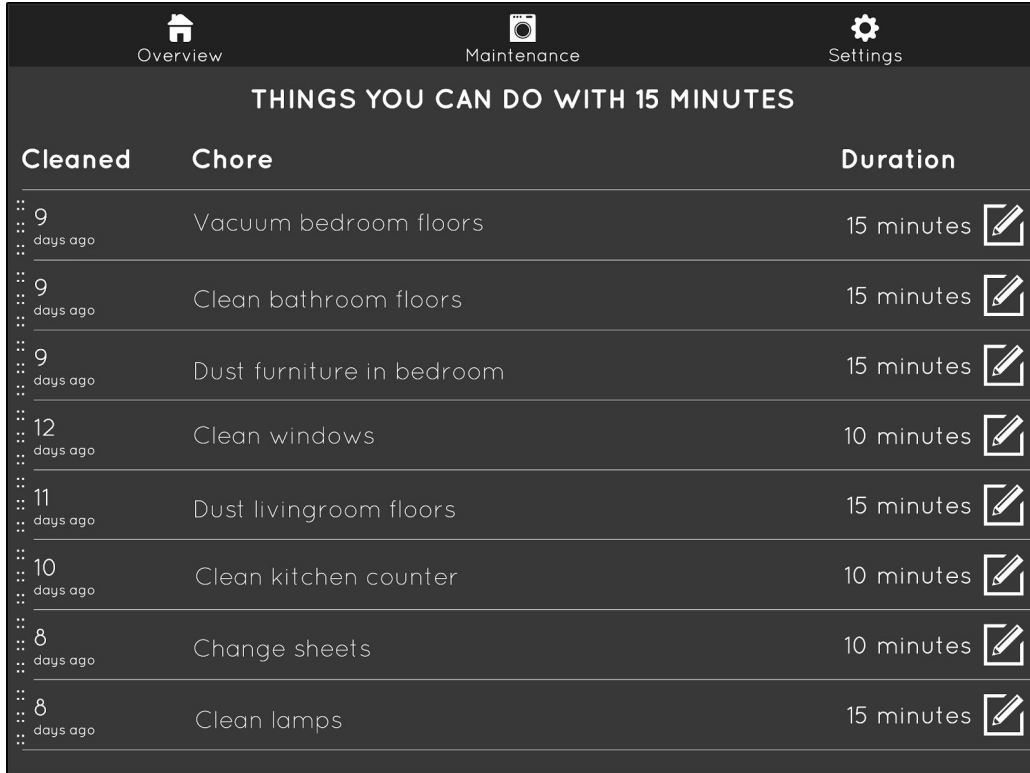 Overview Maintenance Settings
THINGS YOU CAN DO WITH 15 MINUTES
Cleaned Chore Duration
9
days ago
Vacuum bedroom floors
15 minutes
9
days ago
Clean bathroom floors
15 minutes
9
days ago
Dust furniture in bedroom
15 minutes
12
days ago
Clean windows
10 minutes
11
days ago
Dust livingroom floors
15 minutes
10
days ago
Clean kitchen counter
10 minutes
8
days ago
Change sheets
10 minutes
8
days ago
Clean lamps
15 minutes